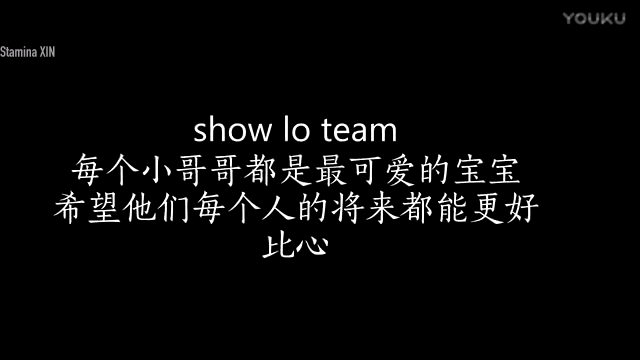 YOUKU
Stamina XIN
show lo team
每个小哥哥都是最可爱的宝宝
希望他们每个人的将来都能更好
比心